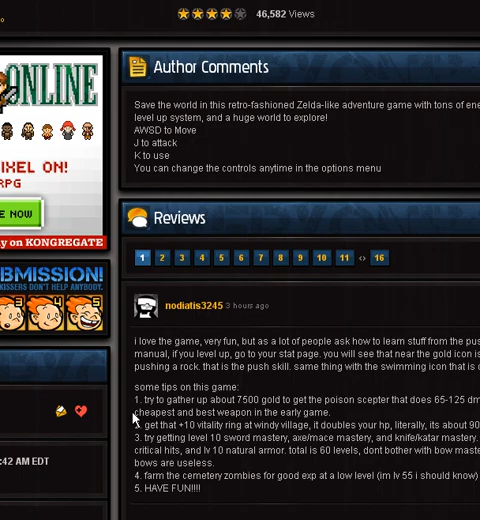 46,582 Views
ONLINE
IXEL ON!
RPG
E NOW
y on KONGREGATE
BMISSION!
KISSERS DON'T HELP ANYBODY.
3 4 5
:42 AM EDT
Author Comments
Save the world in this retro-fashioned Zelda-like adventure game with tons of
level up system, and a huge world to explore!
AWSD to Move
J to attack
K to use
You can change the controls anytime in the options menu
Reviews
1 2 3 4 5 6 7 8 9 10 11 <> 16
nodiatis3245 3 hours ago
i love the game, very fun, but as a lot of people ask how to learn stuff from the
manual, if you level up, go to your stat page. you will see that near the gold icon is
pushing a rock. that is the push skill. same thing with the swimming icon that is
some tips on this game:
1. try to gather up about 7500 gold to get the poison scepter that does 65-125
cheapest and best weapon in the early game.
. get that +10 vitality ring at windy village, it doubles your hp, literally, its about 90
3. try getting level 10 sword mastery, axe/mace mastery, and knife/katar mastery.
critical hits, and lv 10 natural armor. total is 60 levels, dont bother with bow
bows are useless.
4. farm the cemetery zombies for good exp at a low level (im lv 55 i should know)
5. HAVE FUN!!!!